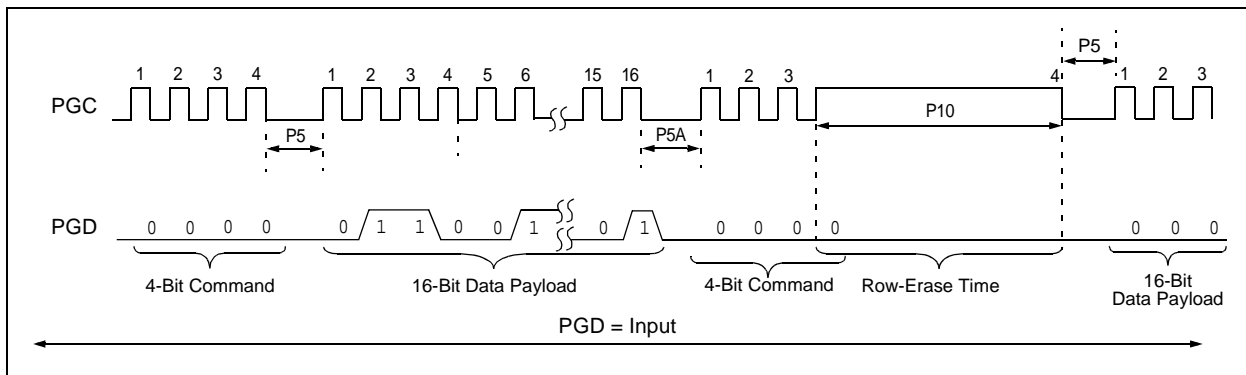 P5
1 2 3 4 1 2 3 4 5 6 15 16 1 2 3 4 1 2 3
PGC
P5 P5A P10
PGD 0 0 0 0 0 1 1 0 0 1 0 1 0 0 0 0 0 0 0
4-Bit Command 16-Bit Data Payload 4-Bit Command Row-Erase Time 16-Bit
Data Payload
PGD = Input